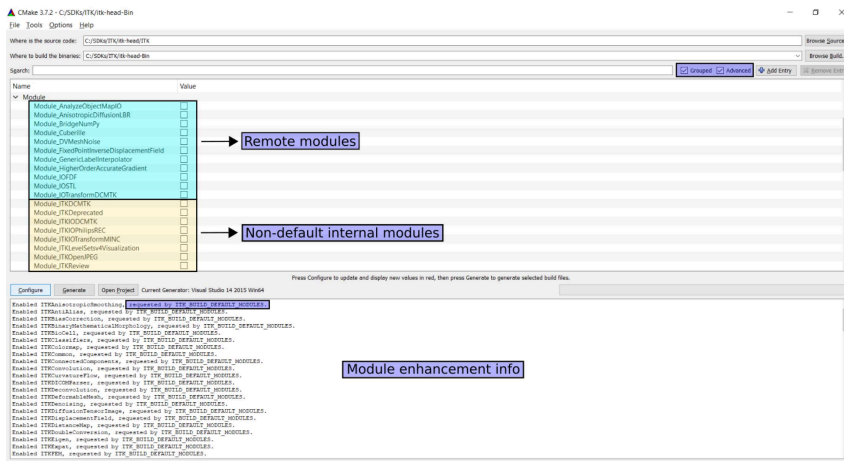 CMake 3.7.2 - C:/SDKs/ITK/itk-head-Bin
File Tools Options Help
Where is the source code: C:/SDKs/ITK/itk-head/ITK Browse Source
Where to build the binaries: C:/SDKs/ITK/itk-head-Bin Browse Build.
Search: Grouped Advanced Add Entry Remove Entr
Name Value
Module
Module_AnalyzeObjectMapIO
Module_AnisotropicDiffusionLBR
Module_BridgeNumPy
Module_Cuberille
Module_DVMeshNoise
Module_FixedPointInverseDisplacementField
Module_GenericLabelInterpolator
Module_HigherOrderAccurateGradient
Module_IOFDF
Module_IOSTL
Module_IOTransformDCMTK
Remote modules
Module_ITKDCMTK
Module_ITKDeprecated
Module_ITKIODCMTK
Module_ITKIOPhilipsREC
Module_ITKIOTransformMINC
Module_ITKLevelSetsv4Visualization
Module_ITKOpenJPEG
Module_ITKReview
Non-default internal modules
Press Configure to update and display new values in red, then press Generate to generate selected build files.
Configure Generate Open Project Current Generator: Visual Studio 14 2015 Win64
Enabled ITKAnisotropicSmoothing, requested by ITK_BUILD_DEFAULT_MODULES.
Enabled ITKAntiAlias, requested by ITK_BUILD_DEFAULT_MODULES.
Enabled ITKBiasCorrection, requested by ITK_BUILD_DEFAULT_MODULES.
Enabled ITKBinaryMathematicalMorphology, requested by ITK_BUILD_DEFAULT_MODULES.
Enabled ITKBioCell, requested by ITK_BUILD_DEFAULT_MODULES.
Enabled ITKClassifiers, requested by ITK_BUILD_DEFAULT_MODULES.
Enabled ITKColormap, requested by ITK_BUILD_DEFAULT_MODULES.
Enabled ITKCommon, requested by ITK_BUILD_DEFAULT_MODULES.
Enabled ITKConnectedComponents, requested by ITK_BUILD_DEFAULT_MODULES.
Enabled ITKConvolution, requested by ITK_BUILD_DEFAULT_MODULES.
Enabled ITKCurvatureFlow, requested by ITK_BUILD_DEFAULT_MODULES.
Enabled ITKDICOMParser, requested by ITK_BUILD_DEFAULT_MODULES.
Enabled ITKDeconvolution, requested by ITK_BUILD_DEFAULT_MODULES.
Enabled ITKDeformableMesh, requested by ITK_BUILD_DEFAULT_MODULES.
Enabled ITKDenoising, requested by ITK_BUILD_DEFAULT_MODULES.
Enabled ITKDiffusionTensorImage, requested by ITK_BUILD_DEFAULT_MODULES.
Enabled ITKDisplacementField, requested by ITK_BUILD_DEFAULT_MODULES.
Enabled ITKDistanceMap, requested by ITK_BUILD_DEFAULT_MODULES.
Enabled ITKDoubleConversion, requested by ITK_BUILD_DEFAULT_MODULES.
Enabled ITKEigen, requested by ITK_BUILD_DEFAULT_MODULES.
Enabled ITKExpat, requested by ITK_BUILD_DEFAULT_MODULES.
Enabled ITKFEM, requested by ITK_BUILD_DEFAULT_MODULES.
Module enhancement info